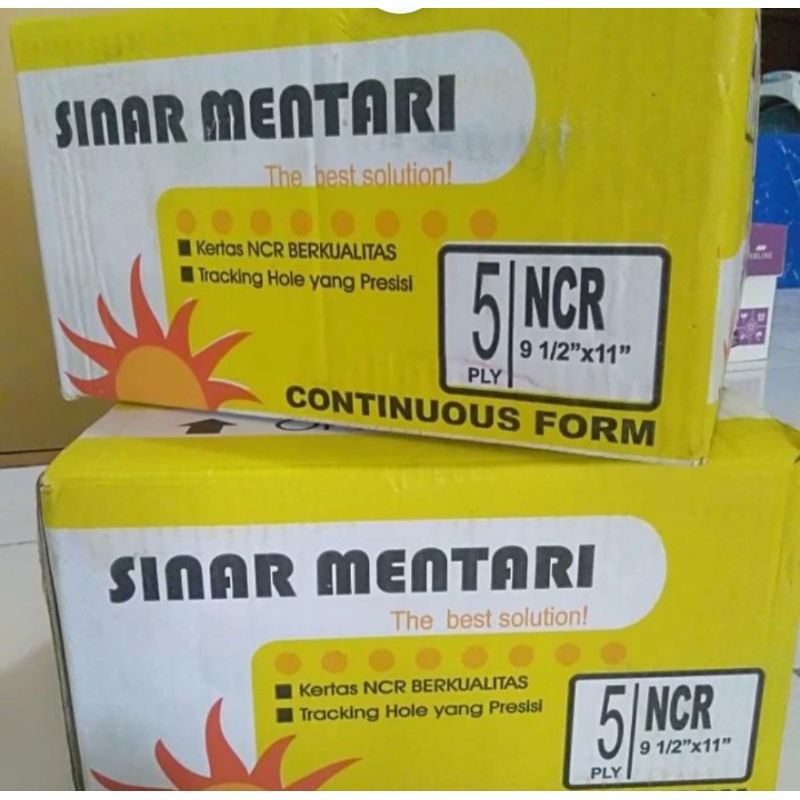 SINAR MENTARI
The best solution!
Kertas NCR BERKUALITAS
Tracking Hole yang Presisi
5 NCR
9 1/2”x11”
PLY
CONTINUOUS FORM
SINAR MENTARI
The best solution!
Kertas NCR BERKUALITAS
Tracking Hole yang Presisi
5 NCR
9 1/2”x11”
PLY